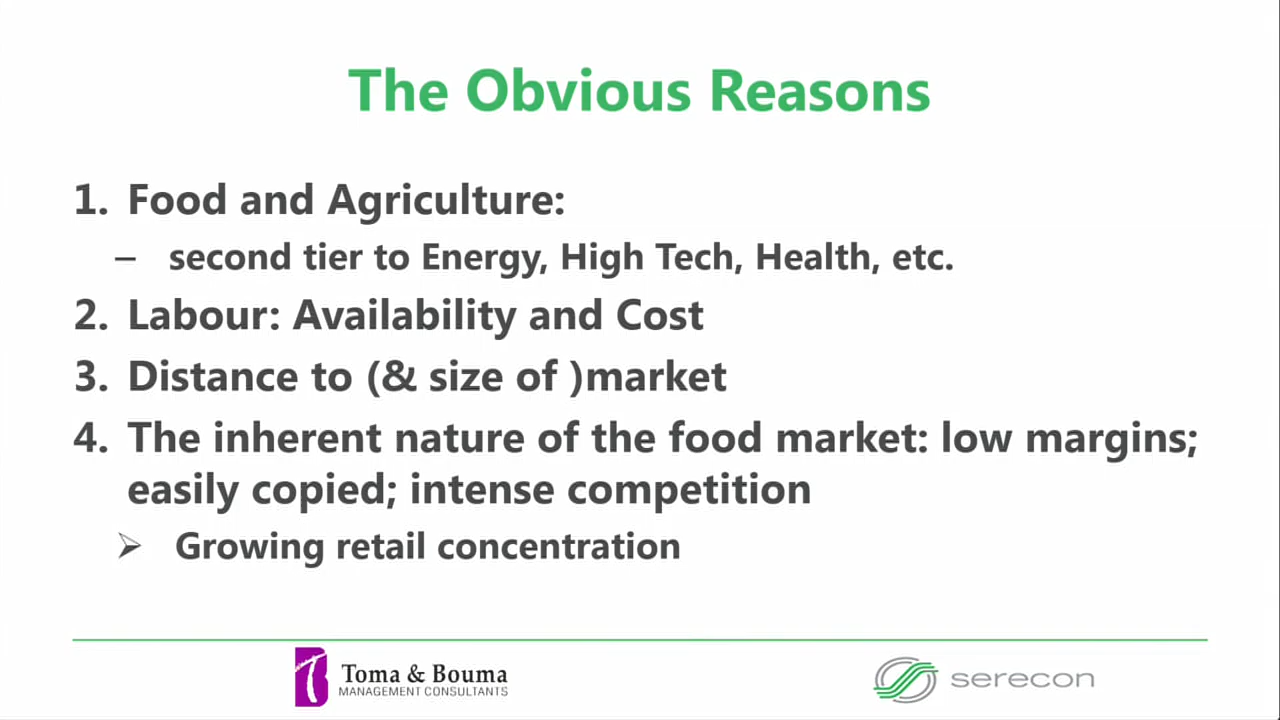 The Obvious Reasons
1. Food and Agriculture:
– second tier to Energy, High Tech, Health, etc.
2. Labour: Availability and Cost
3. Distance to (& size of )market
4. The inherent nature of the food market: low margins;
easily copied; intense competition
➢ Growing retail concentration
Toma & Bouma
MANAGEMENT CONSULTANTS
serecon